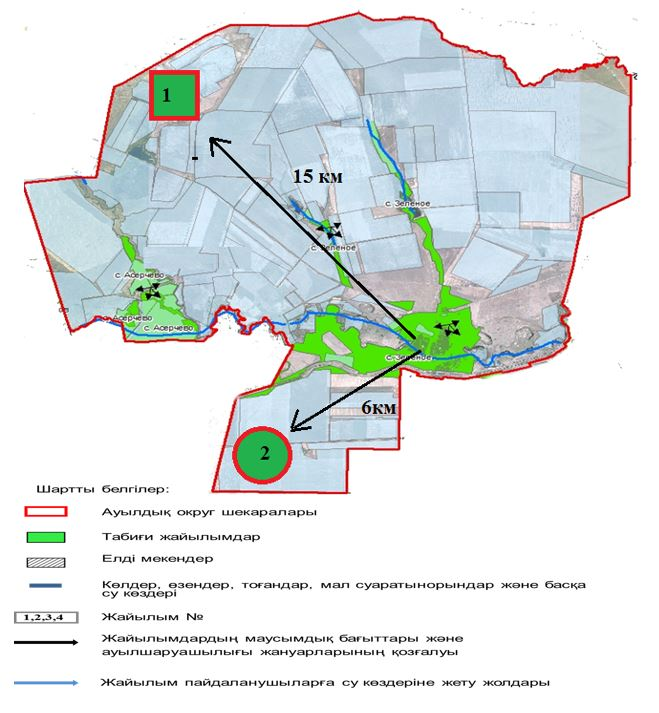 1
15 км
с. Зеленое
с. Зеленое
с. Асерчево
с. Асерчево
с. Асерчево
с. Зеленое
6км
2
Шартты белгілер:
Ауылдық округ шекаралары
Табиғи жайылымдар
Елді мекендер
Көлдер, өзендер, тоғандар, мал суаратынорындар және басқа
су көздері
1,2,3,4
Жайылым №
Жайылымдардың маусымдық бағыттары және
ауылшаруашылығы жануарларының қозғалуы
Жайылым пайдаланушыларға су көздеріне жету жолдары